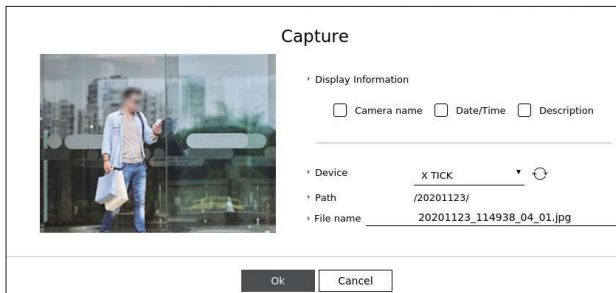 Capture
Display Information
Camera name Date/Time Description
Device X TICK
Path /20201123/
File name 20201123_114938_04_01.jpg
Ok Cancel